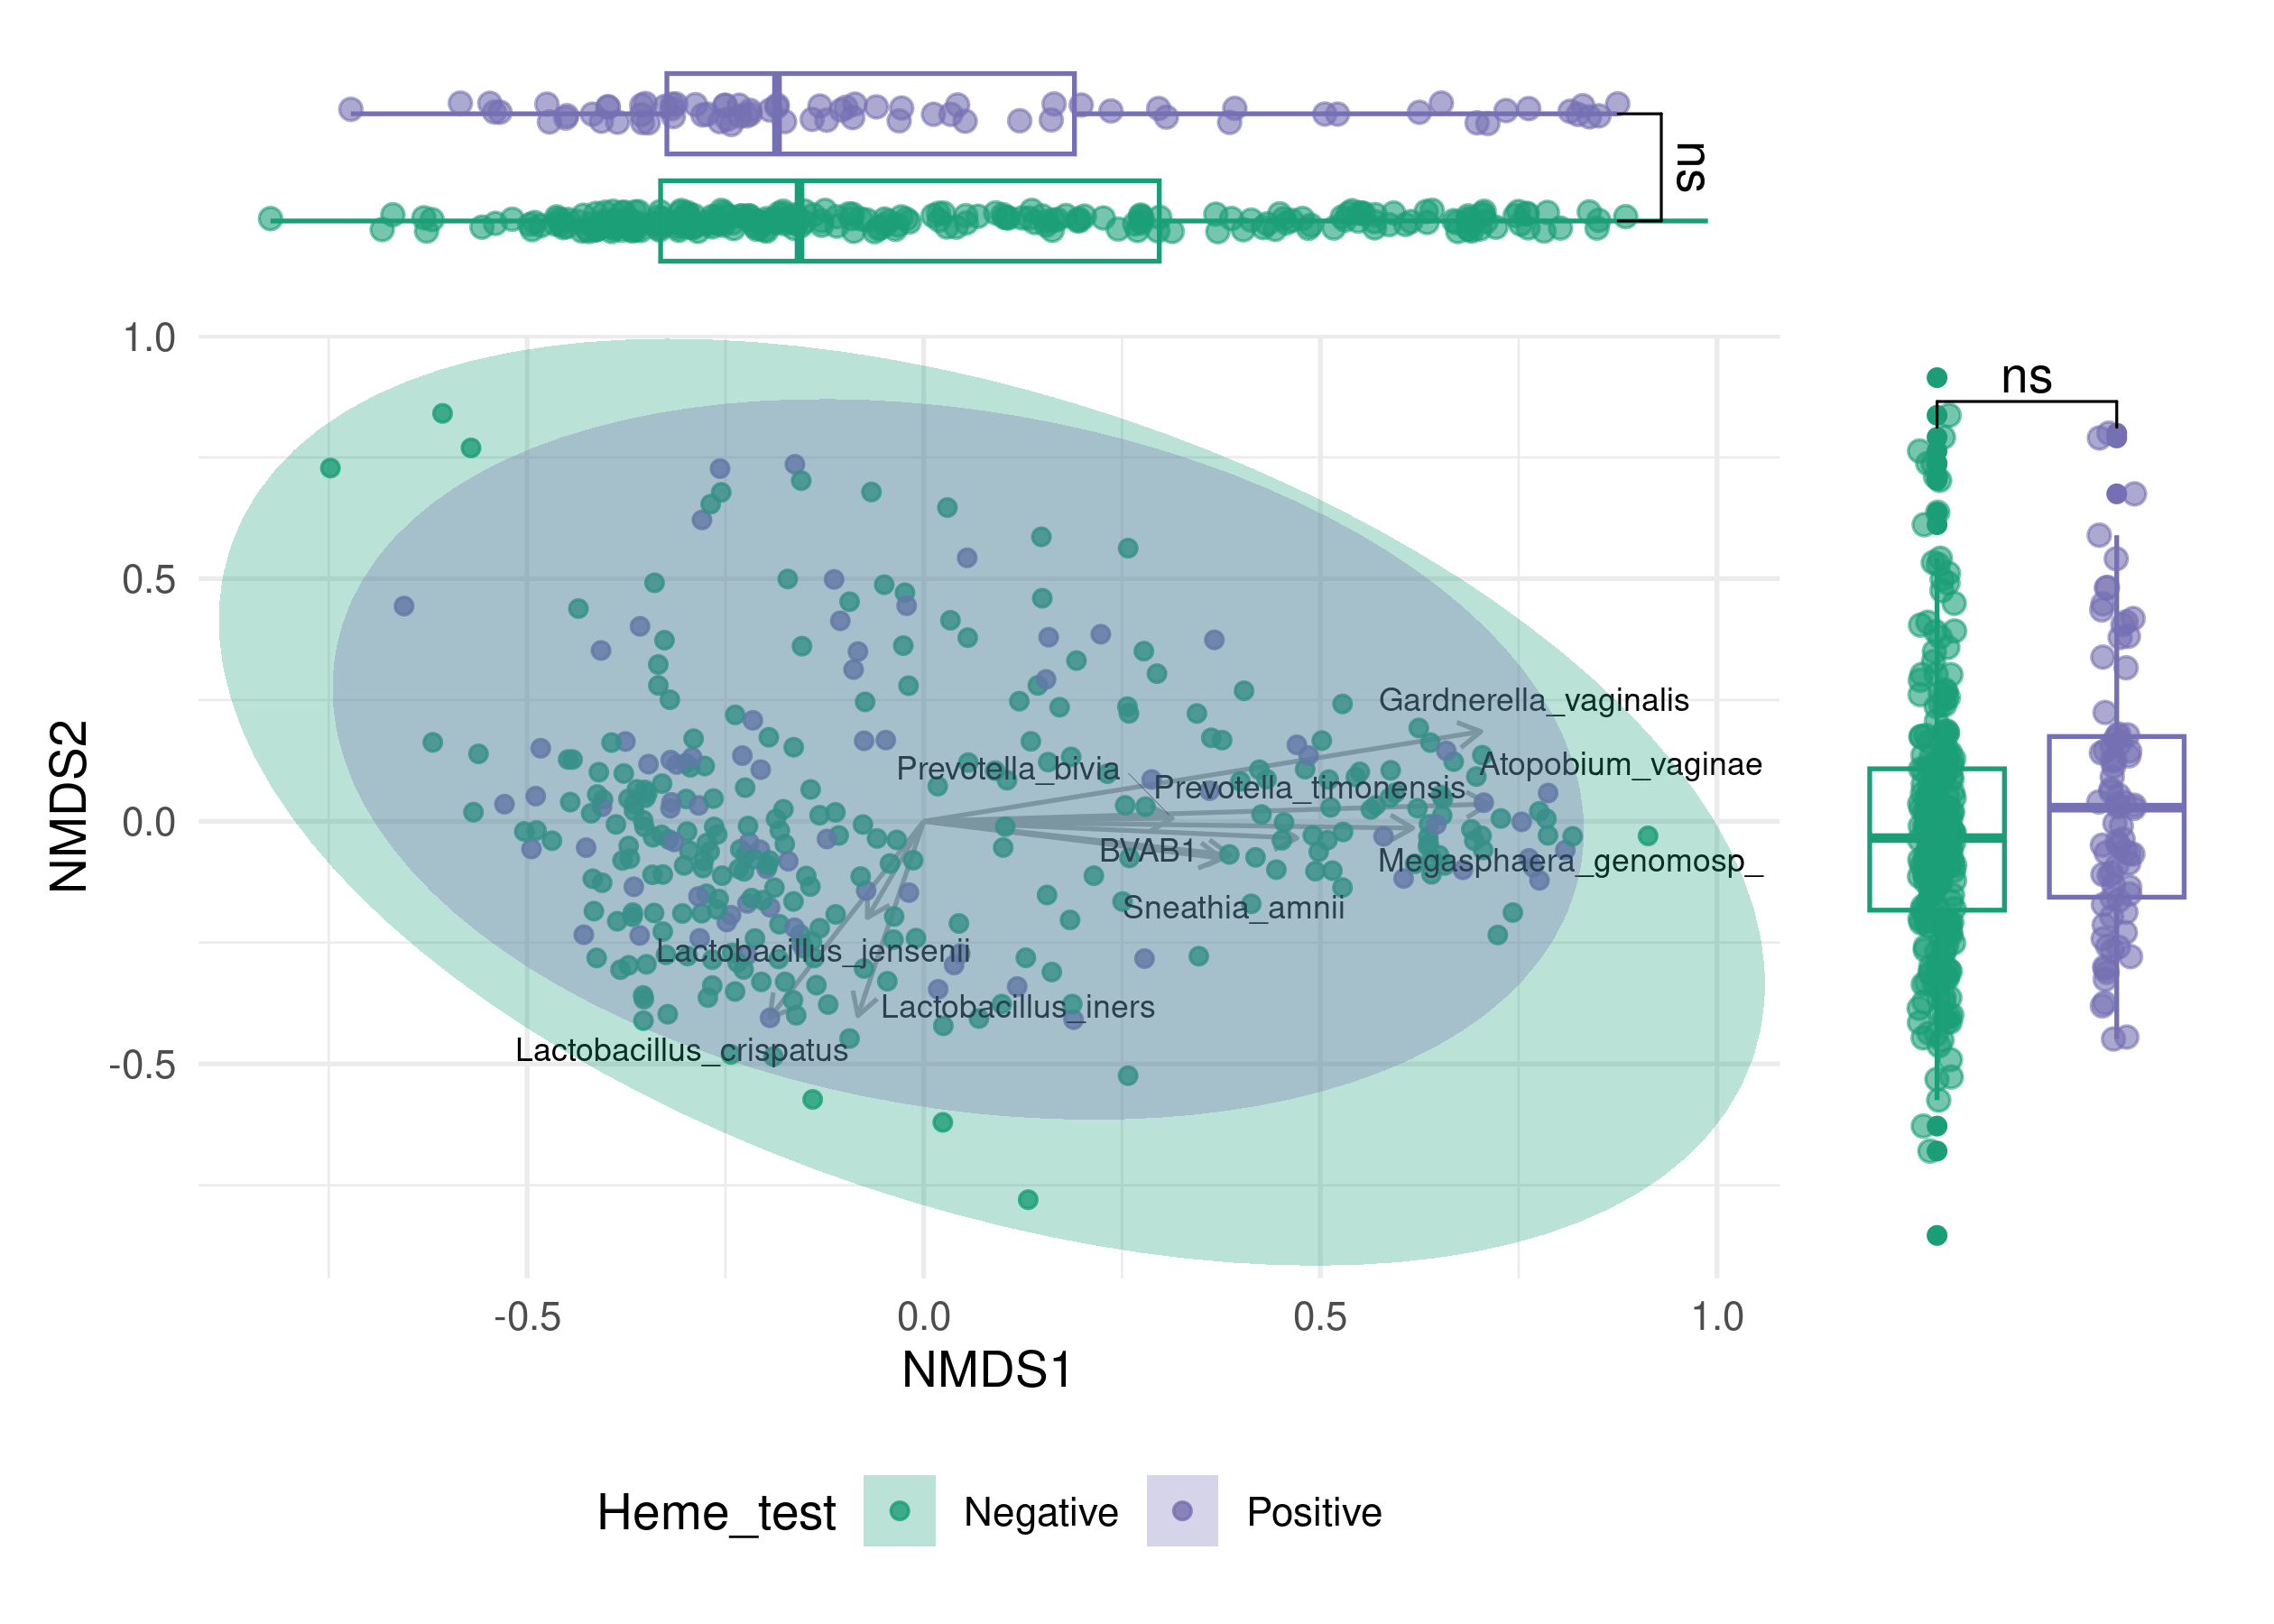 ns
1.0
ns
0.5
Gardnerella_vaginalis
Prevotella_bivia
Atopobium_vaginae
Prevotella_timonensis
0.0
NMDS2
BVAB1
Megasphaera_genomosp_
Sneathia_amnii
Lactobacillus_jensenii
Lactobacillus_iners
Lactobacillus_crispatus
-0.5
-0.5 0.0 0.5 1.0
NMDS1
Heme_test Negative Positive